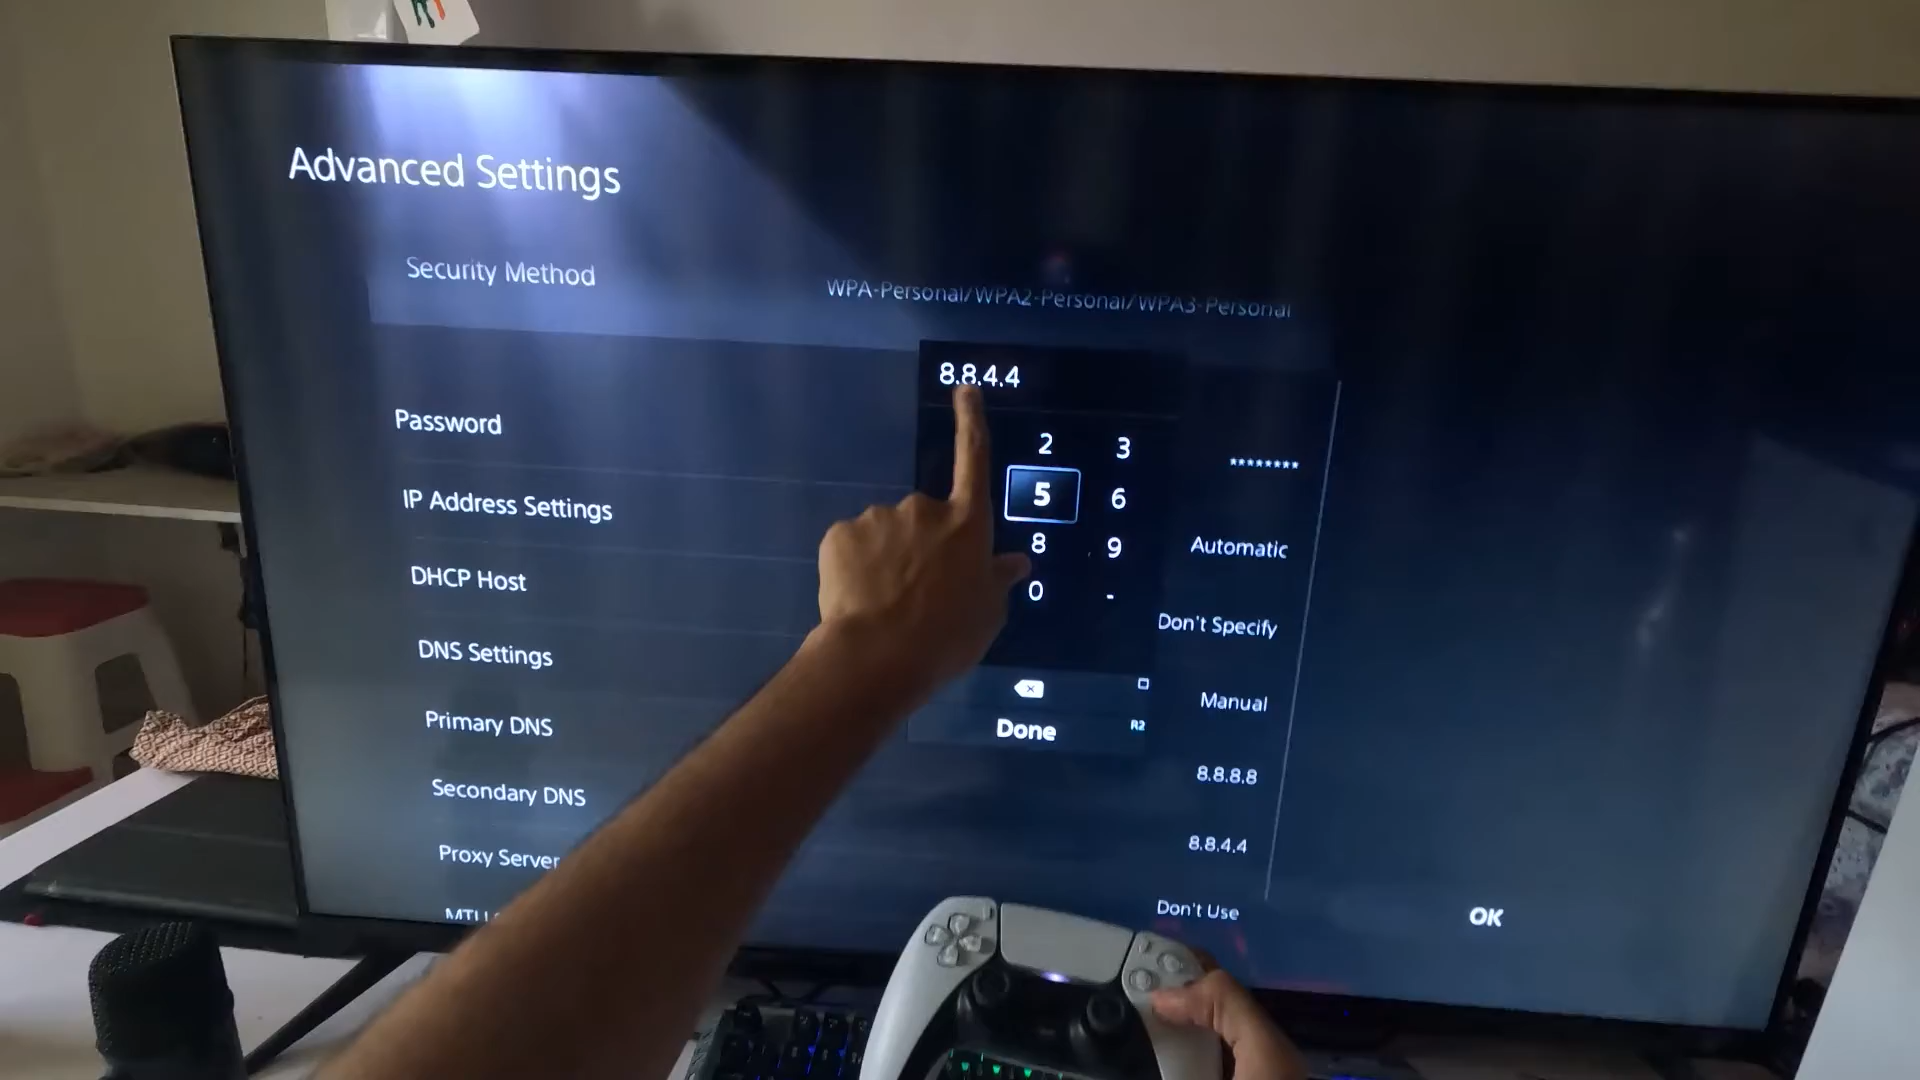 Advanced Settings
Security Method
WPA-Personal/WPA2-Personal/WPA3-Personal
8.8.4.4
2 3
Password
********
5 6
IP Address Settings
8 9
Automatic
DHCP Host
0 -
Don't Specify
DNS Settings
Manual
Primary DNS
Done R2
8.8.8.8
Secondary DNS
8.8.4.4
Proxy Server
Don't Use
OK